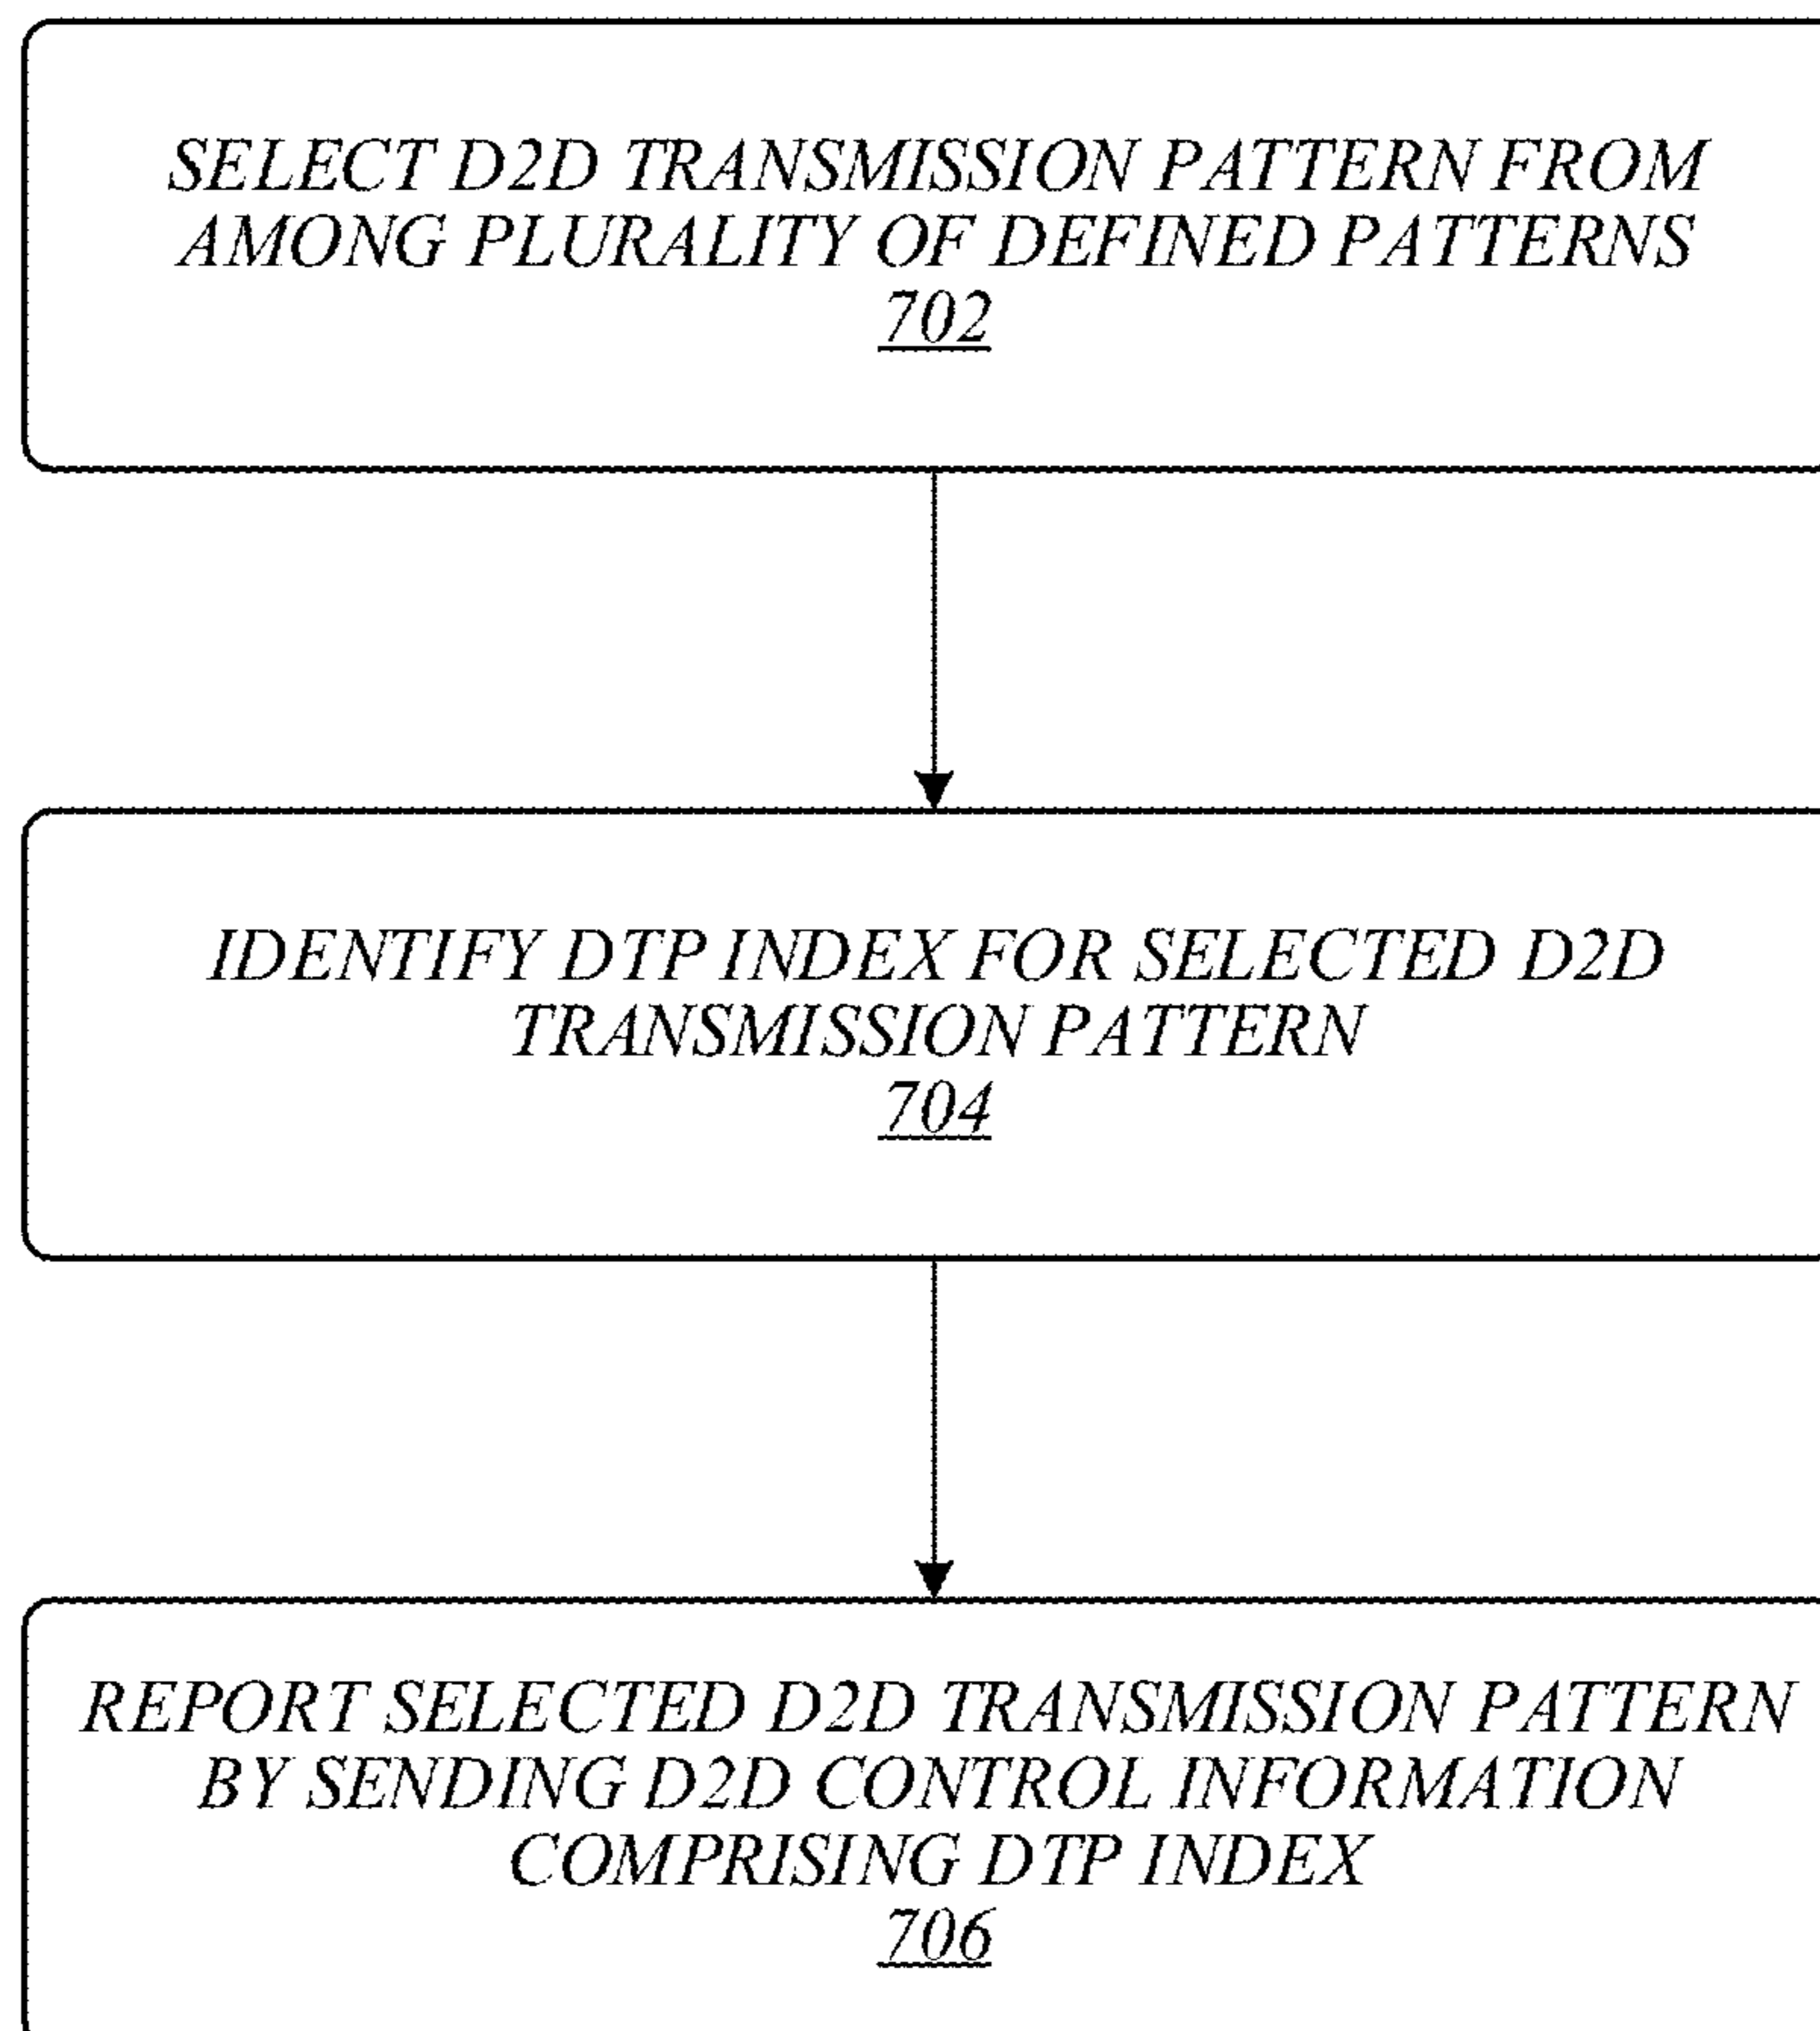 SELECT D2D TRANSMISSION PATTERN FROM
AMONG PLURALITY OF DEFINED PATTERNS
702
IDENTIFY DTP INDEX FOR SELECTED D2D
TRANSMISSION PATTERN
704
REPORT SELECTED D2D TRANSMISSION PATTERN
BY SENDING D2D CONTROL INFORMATION
COMPRISING DTP INDEX
706